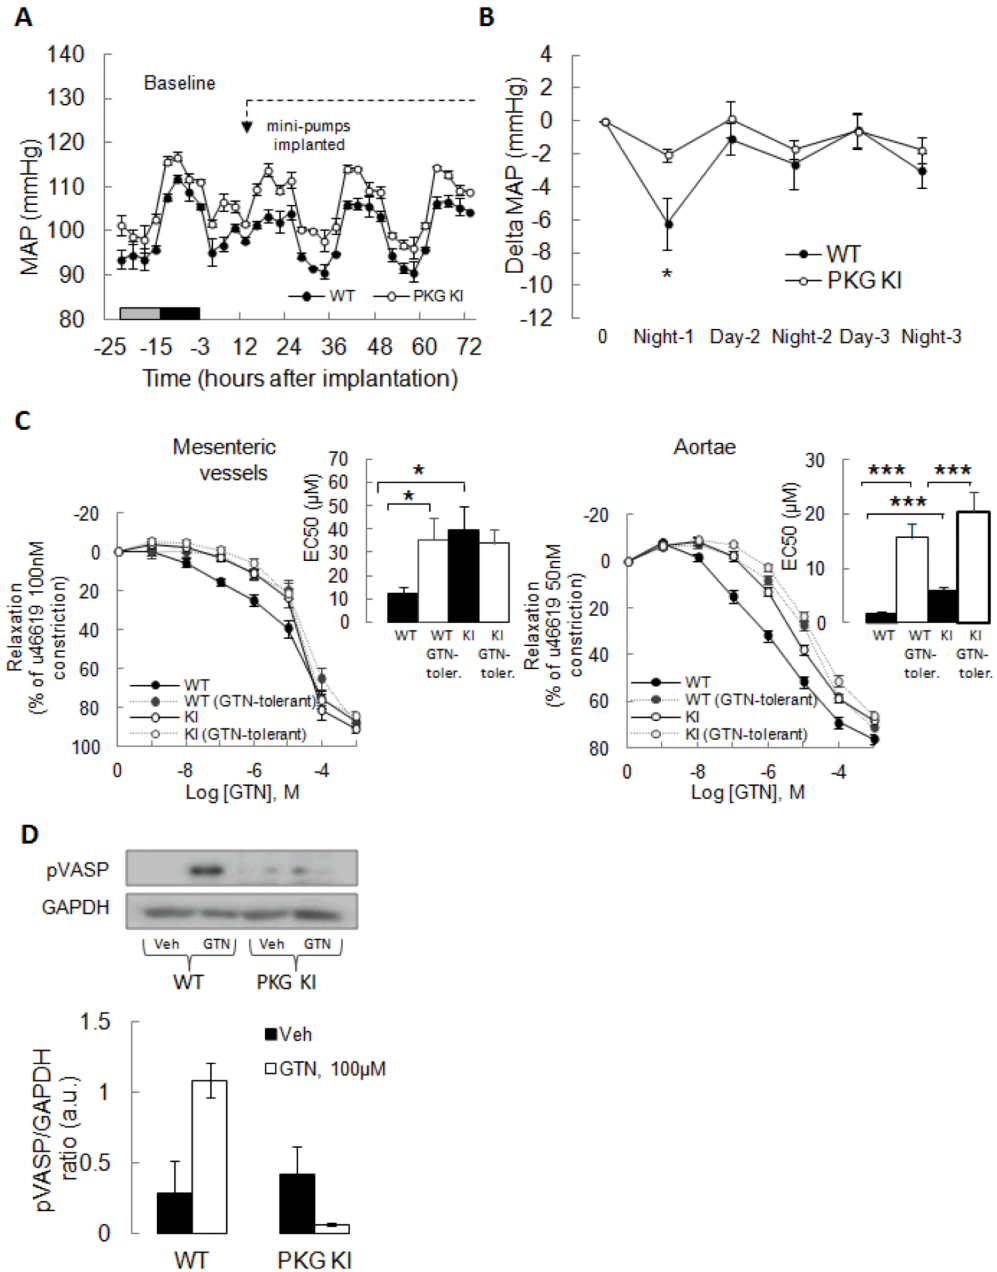 A
MAP (mmHg)
140
130
120
110
100
90
80
Baseline
mini-pumps
implanted
WT
PKG KI
-25
-15
-3
12
24
36
48
60
72
Time (hours after implantation)
B
Delta MAP (mmHg)
4
2
0
-2
-4
-6
-8
-10
-12
*
WT
PKG KI
0
Night-1
Day-2
Night-2
Day-3
Night-3
C
Mesenteric
vessels
Relaxation
(% of u46619 100nM
constriction)
-20
0
20
40
60
80
100
WT
WT (GTN-tolerant)
KI
KI (GTN-tolerant)
0
-8
-6
-4
Log [GTN], M
EC50 (µM)
70
60
50
40
30
20
10
0
*
*
WT
WT
GTN-
toler.
KI
KI
GTN-
toler.
Aortae
Relaxation
(% of u46619 50nM
constriction)
-20
0
20
40
60
80
WT
WT (GTN-tolerant)
KI
KI (GTN-tolerant)
0
-8
-6
-4
Log [GTN], M
EC50 (µM)
30
20
10
0
***
***
***
WT
WT
GTN-
toler.
KI
KI
GTN-
toler.
D
pVASP
GAPDH
Veh
GTN
Veh
GTN
WT
PKG KI
pVASP/GAPDH
ratio (a.u.)
1.5
1
0.5
0
Veh
GTN, 100µM
WT
PKG KI